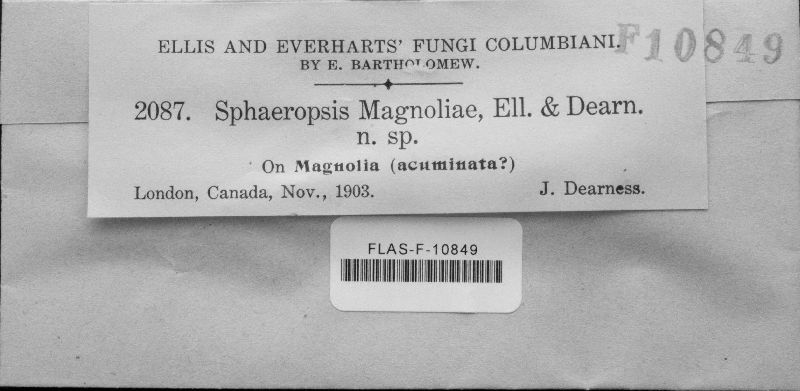 ELLIS AND EVERHARTS' FUNGI COLUMBIANI.
F10849
BY E. BARTHOLOMEW.
2087. Sphaeropsis Magnoliae, Ell. & Dearn.
n. sp.
On Magnolia (acuminata?)
London, Canada, Nov., 1903. J. Dearness.
FLAS-F-10849